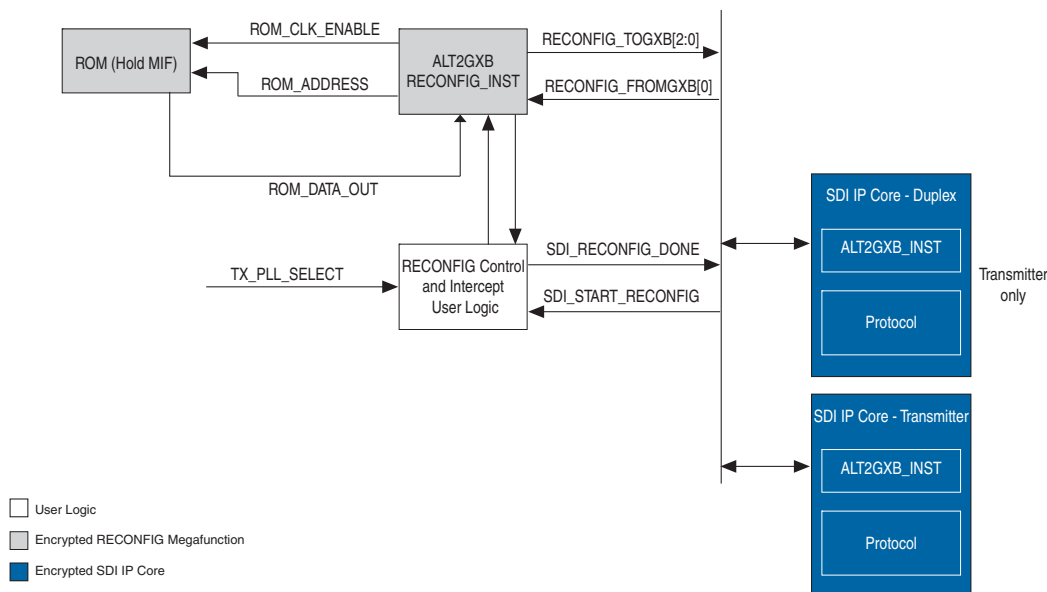 ROM_CLK_ENABLE
ROM (Hold MIF)
ROM_ADDRESS
ALT2GXB
RECONFIG_INST
RECONFIG_TOGXB[2:0]
RECONFIG_FROMGXB[0]
ROM_DATA_OUT
TX_PLL_SELECT
RECONFIG Control
and Intercept
User Logic
SDI_RECONFIG_DONE
SDI_START_RECONFIG
SDI IP Core - Duplex
ALT2GXB_INST
Protocol
Transmitter
only
SDI IP Core - Transmitter
ALT2GXB_INST
Protocol
User Logic
Encrypted RECONFIG Megafunction
Encrypted SDI IP Core